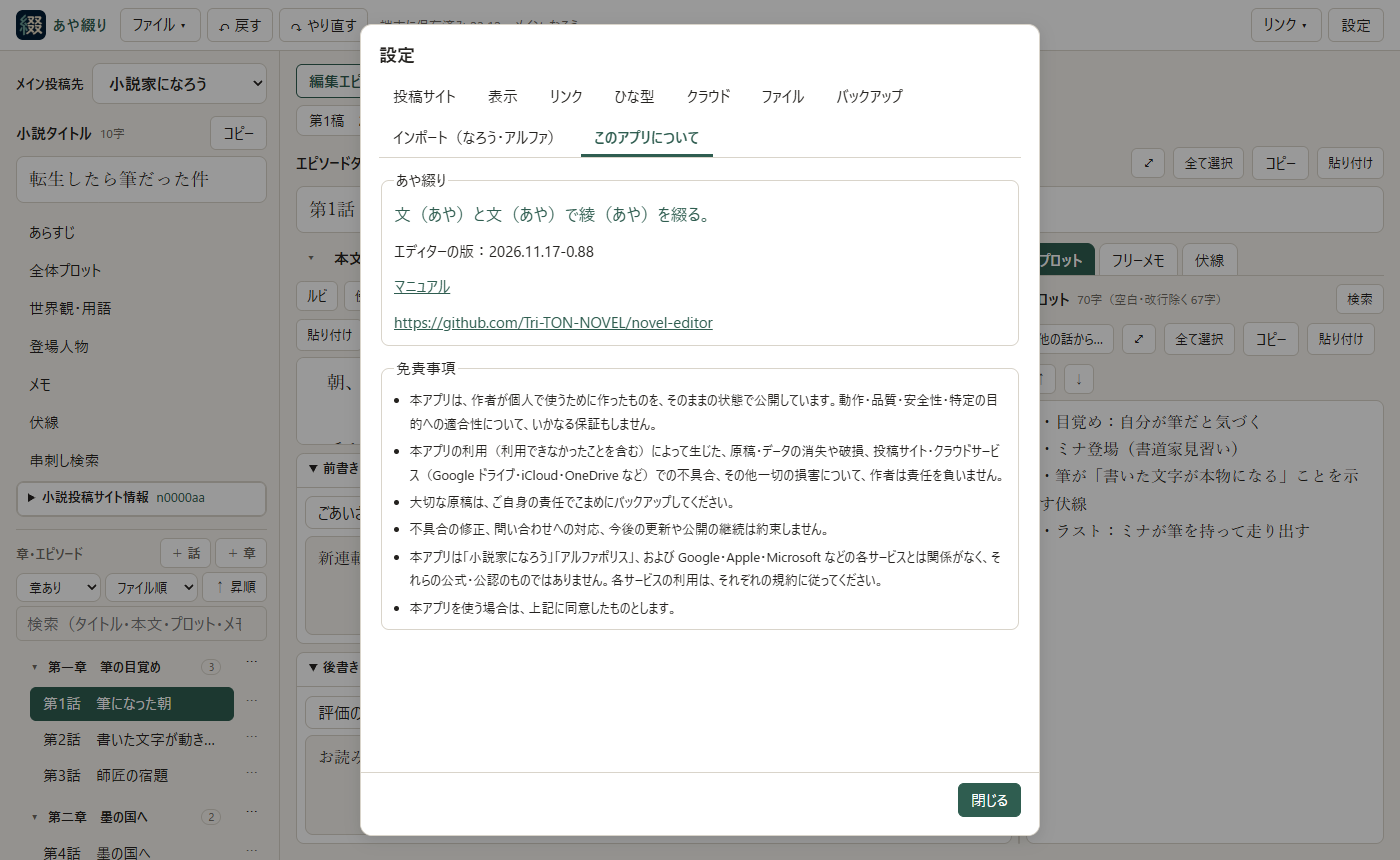 綴 あや綴り ファイル▾ 戻す やり直す リンク▾ 設定
メイン投稿先 小説家になろう
小説タイトル 10字 コピー
転生したら筆だった件
あらすじ
全体プロット
世界観・用語
登場人物
メモ
伏線
串刺し検索
▶ 小説投稿サイト情報 n0000aa
章・エピソード ＋ 話 ＋ 章
章あり ファイル順 ↑ 昇順
検索（タイトル・本文・プロット・メモ
▾ 第一章　筆の目覚め 3 …
第1話　筆になった朝 …
第2話　書いた文字が動き… …
第3話　師匠の宿題 …
▾ 第二章　墨の国へ 2 …
第4話　墨の国へ …
編集エピ
第1稿
エピソードタ
第1話
▾ 本文
ルビ
貼り付け
朝、
▼ 前書き
ごあいさ
新連載
▼ 後書き
評価の
お読み
設定
投稿サイト 表示 リンク ひな型 クラウド ファイル バックアップ
インポート（なろう・アルファ） このアプリについて
あや綴り
文（あや）と文（あや）で綾（あや）を綴る。
エディターの版：2026.11.17-0.88
マニュアル
https://github.com/Tri-TON-NOVEL/novel-editor
免責事項
• 本アプリは、作者が個人で使うために作ったものを、そのままの状態で公開しています。動作・品質・安全性・特定の目
的への適合性について、いかなる保証もしません。
• 本アプリの利用（利用できなかったことを含む）によって生じた、原稿・データの消失や破損、投稿サイト・クラウドサービ
ス（Google ドライブ・iCloud・OneDrive など）での不具合、その他一切の損害について、作者は責任を負いません。
• 大切な原稿は、ご自身の責任でこまめにバックアップしてください。
• 不具合の修正、問い合わせへの対応、今後の更新や公開の継続は約束しません。
• 本アプリは「小説家になろう」「アルファポリス」、および Google・Apple・Microsoft などの各サービスとは関係がなく、そ
れらの公式・公認のものではありません。各サービスの利用は、それぞれの規約に従ってください。
• 本アプリを使う場合は、上記に同意したものとします。
閉じる
⤢ 全て選択 コピー 貼り付け
プロット フリーメモ 伏線
ロット 70字（空白・改行除く67字） 検索
他の話から… ⤢ 全て選択 コピー 貼り付け
↑ ↓
・目覚め：自分が筆だと気づく
・ミナ登場（書道家見習い）
・筆が「書いた文字が本物になる」ことを示
す伏線
・ラスト：ミナが筆を持って走り出す